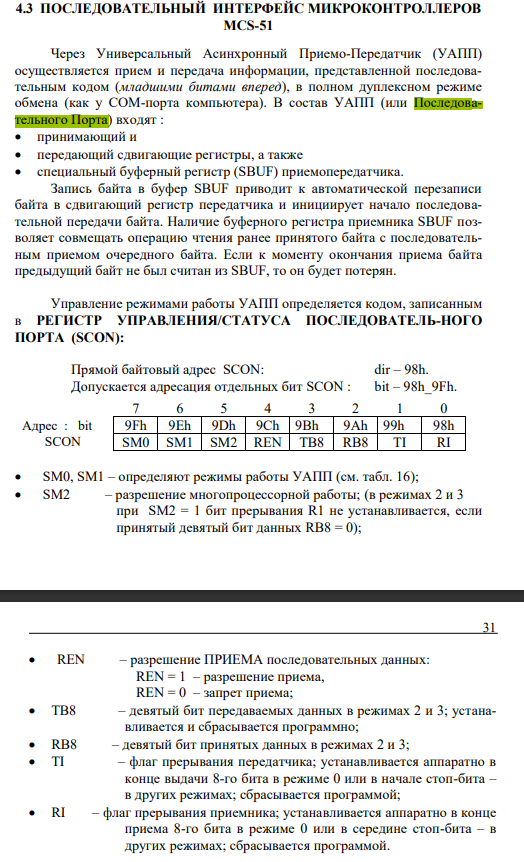 4.3 ПОСЛЕДОВАТЕЛЬНЫЙ ИНТЕРФЕЙС МИКРОКОНТРОЛЛЕРОВ
MCS-51
Через Универсальный Асинхронный Приемо-Передатчик (УАПП)
осуществляется прием и передача информации, представленной последова-
тельным кодом (младшими битами вперед), в полном дуплексном режиме
обмена (как у COM-порта компьютера). В состав УАПП (или Последова-
тельного Порта) входят :
• принимающий и
• передающий сдвигающие регистры, а также
• специальный буферный регистр (SBUF) приемопередатчика.
Запись байта в буфер SBUF приводит к автоматической перезаписи
байта в сдвигающий регистр передатчика и инициирует начало последова-
тельной передачи байта. Наличие буферного регистра приемника SBUF поз-
воляет совмещать операцию чтения ранее принятого байта с последователь-
ным приемом очередного байта. Если к моменту окончания приема байта
предыдущий байт не был считан из SBUF, то он будет потерян.
Управление режимами работы УАПП определяется кодом, записанным
в РЕГИСТР УПРАВЛЕНИЯ/СТАТУСА ПОСЛЕДОВАТЕЛЬ-НОГО
ПОРТА (SCON):
Прямой байтовый адрес SCON: dir – 98h.
Допускается адресация отдельных бит SCON : bit – 98h_9Fh.
7 6 5 4 3 2 1 0
Адрес : bit 9Fh 9Eh 9Dh 9Ch 9Bh 9Ah 99h 98h
SCON SM0 SM1 SM2 REN TB8 RB8 TI RI
• SM0, SM1 – определяют режимы работы УАПП (см. табл. 16);
• SM2 – разрешение многопроцессорной работы; (в режимах 2 и 3
при SM2 = 1 бит прерывания R1 не устанавливается, если
принятый девятый бит данных RB8 = 0);
31
• REN – разрешение ПРИЕМА последовательных данных:
REN = 1 – разрешение приема,
REN = 0 – запрет приема;
• TB8 – девятый бит передаваемых данных в режимах 2 и 3; устана-
вливается и сбрасывается программно;
• RB8 – девятый бит принятых данных в режимах 2 и 3;
• TI – флаг прерывания передатчика; устанавливается аппаратно в
конце выдачи 8-го бита в режиме 0 или в начале стоп-бита –
в других режимах; сбрасывается программой;
• RI – флаг прерывания приемника; устанавливается аппаратно в конце
приема 8-го бита в режиме 0 или в середине стоп-бита – в
других режимах; сбрасывается программой.